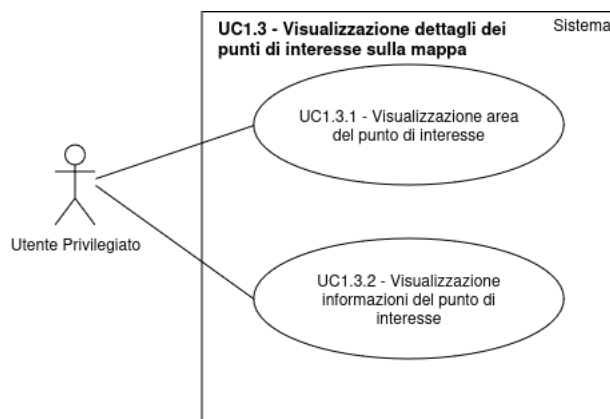 UC1.3 - Visualizzazione dettagli dei
punti di interesse sulla mappa
Sistema
UC1.3.1 - Visualizzazione area
del punto di interesse
Utente Privilegiato
UC1.3.2 - Visualizzazione
informazioni del punto di
interesse